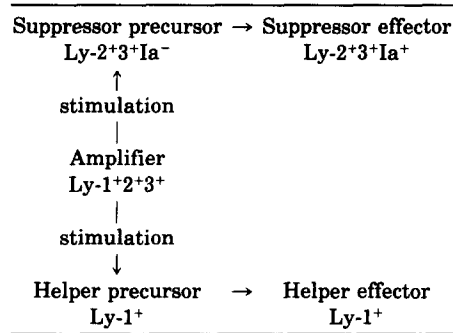 Suppressor precursor → Suppressor effector
Ly-2⁺3⁺Ia⁻ Ly-2⁺3⁺Ia⁺
↑
stimulation
|
Amplifier
Ly-1⁺2⁺3⁺
|
stimulation
↓
Helper precursor → Helper effector
Ly-1⁺ Ly-1⁺